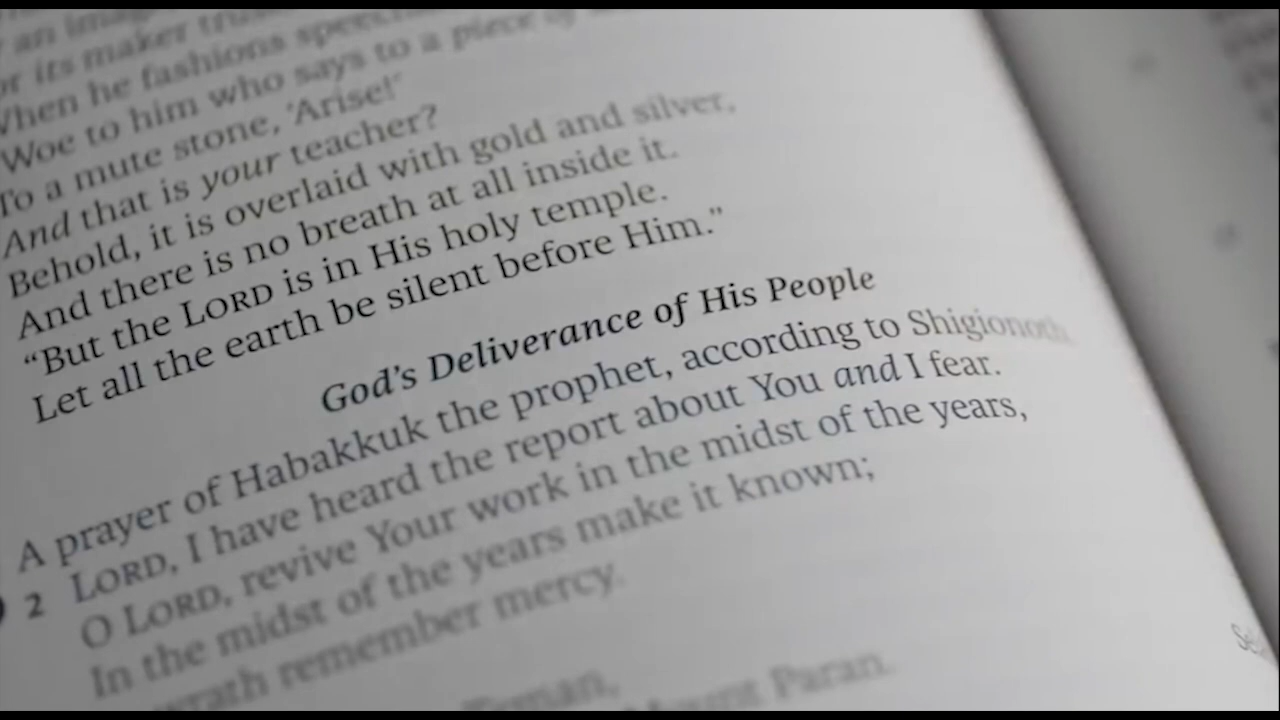 an
or its maker
When he fashions
Woe to him who says to a piece of
To a mute stone, 'Arise!'
And that is your teacher?
Behold, it is overlaid with gold and silver,
And there is no breath at all inside it.
“But the LORD is in His holy temple.
Let all the earth be silent before Him.”
God's Deliverance of His People
A prayer of Habakkuk the prophet, according to Shigionoth.
2 LORD, I have heard the report about You and I fear.
O LORD, revive Your work in the midst of the years,
In the midst of the years make it known;
wrath remember mercy.
Teman,
Mount Paran.